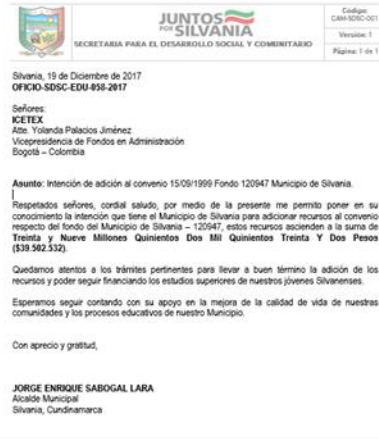 JUNTOS
POR SILVANIA
SECRETARIA PARA EL DESARROLLO SOCIAL Y COMUNITARIO
Código:
CAM-SDSC-001
Versión: 1
Página: 1 de 1
Silvania, 19 de Diciembre de 2017
OFICIO-SDSC-EDU-058-2017
Señores:
ICETEX
Atte. Yolanda Palacios Jiménez
Vicepresidencia de Fondos en Administración
Bogotá – Colombia
Asunto: Intención de adición al convenio 15/09/1999 Fondo 120947 Municipio de Silvania.
Respetados señores, cordial saludo, por medio de la presente me permito poner en su
conocimiento la intención que tiene el Municipio de Silvania para adicionar recursos al convenio
respecto del fondo del Municipio de Silvania – 120947, estos recursos ascienden a la suma de
Treinta y Nueve Millones Quinientos Dos Mil Quinientos Treinta Y Dos Pesos
($39.502.532).
Quedamos atentos a los trámites pertinentes para llevar a buen término la adición de los
recursos y poder seguir financiando los estudios superiores de nuestros jóvenes Silvanenses.
Esperamos seguir contando con su apoyo en la mejora de la calidad de vida de nuestras
comunidades y los procesos educativos de nuestro Municipio.
Con aprecio y gratitud,
JORGE ENRIQUE SABOGAL LARA
Alcalde Municipal
Silvania, Cundinamarca